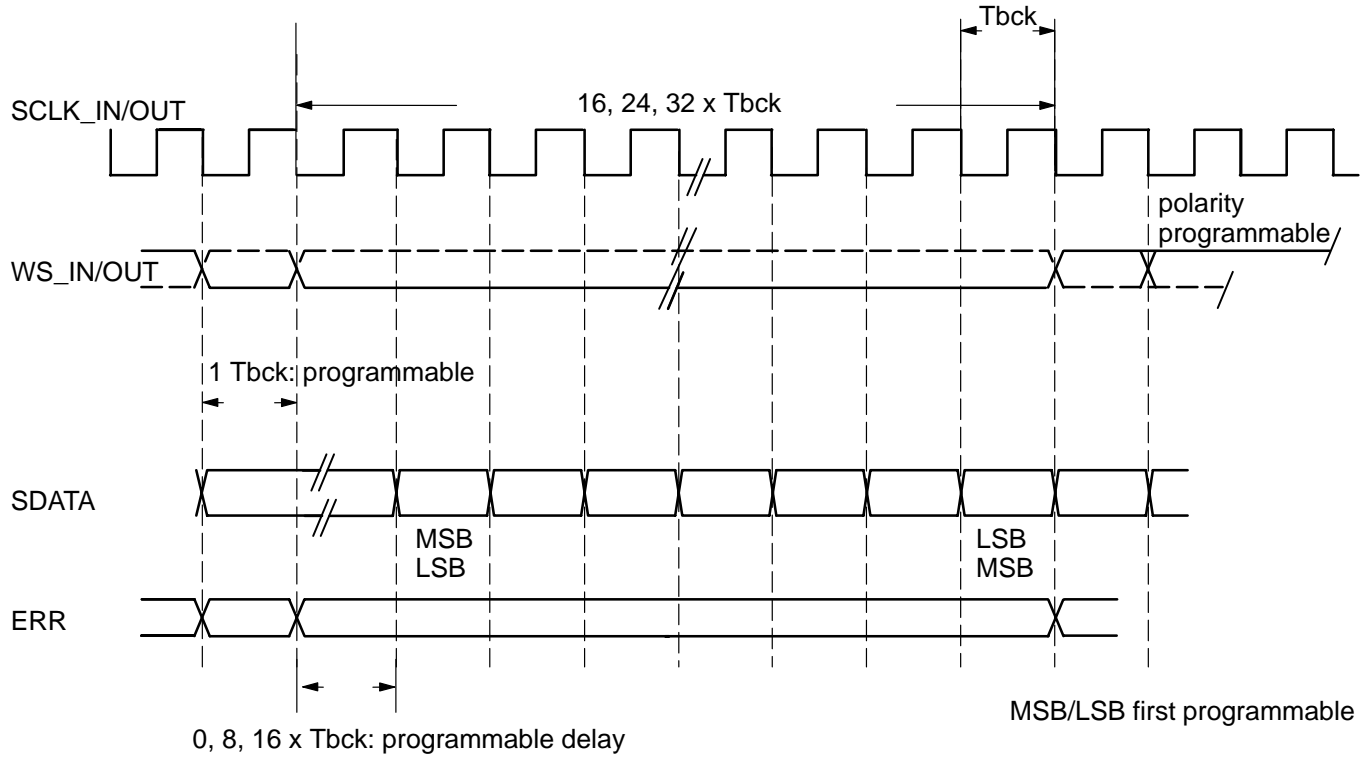 Tbck
SCLK_IN/OUT
16, 24, 32 x Tbck
polarity
programmable
WS_IN/OUT
1 Tbck: programmable
SDATA
MSB
LSB
LSB
MSB
ERR
MSB/LSB first programmable
0, 8, 16 x Tbck: programmable delay